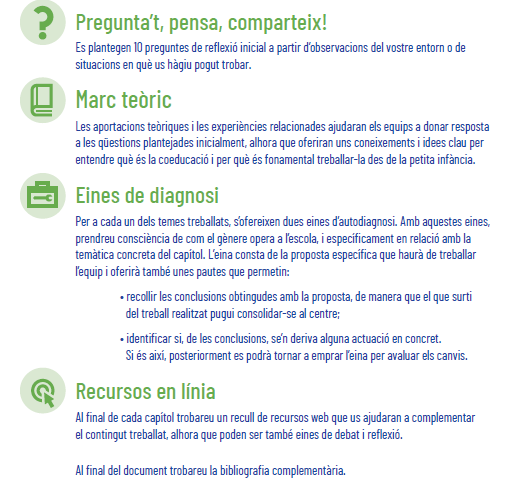 Pregunta't, pensa, comparteix!
Es plantegen 10 preguntes de reflexió inicial a partir d'observacions del vostre entorn o de
situacions en què us hàgiu pogut trobar.
Marc teòric
Les aportacions teòriques i les experiències relacionades ajudaran els equips a donar resposta
a les qüestions plantejades inicialment, alhora que oferiran uns coneixements i idees clau per
entendre què és la coeducació i per què és fonamental treballar-la des de la petita infància.
Eines de diagnosi
Per a cada un dels temes treballats, s'ofereixen dues eines d'autodiagnosi. Amb aquestes eines,
prendreu consciència de com el gènere opera a l'escola, i específicament en relació amb la
temàtica concreta del capítol. L'eina consta de la proposta específica que haurà de treballar
l'equip i oferirà també unes pautes que permetin:
• recollir les conclusions obtingudes amb la proposta, de manera que el que surti
del treball realitzat pugui consolidar-se al centre;
• identificar si, de les conclusions, se'n deriva alguna actuació en concret.
Si és així, posteriorment es podrà tornar a emprar l'eina per avaluar els canvis.
Recursos en línia
Al final de cada capítol trobareu un recull de recursos web que us ajudaran a complementar
el contingut treballat, alhora que poden ser també eines de debat i reflexió.
Al final del document trobareu la bibliografia complementària.